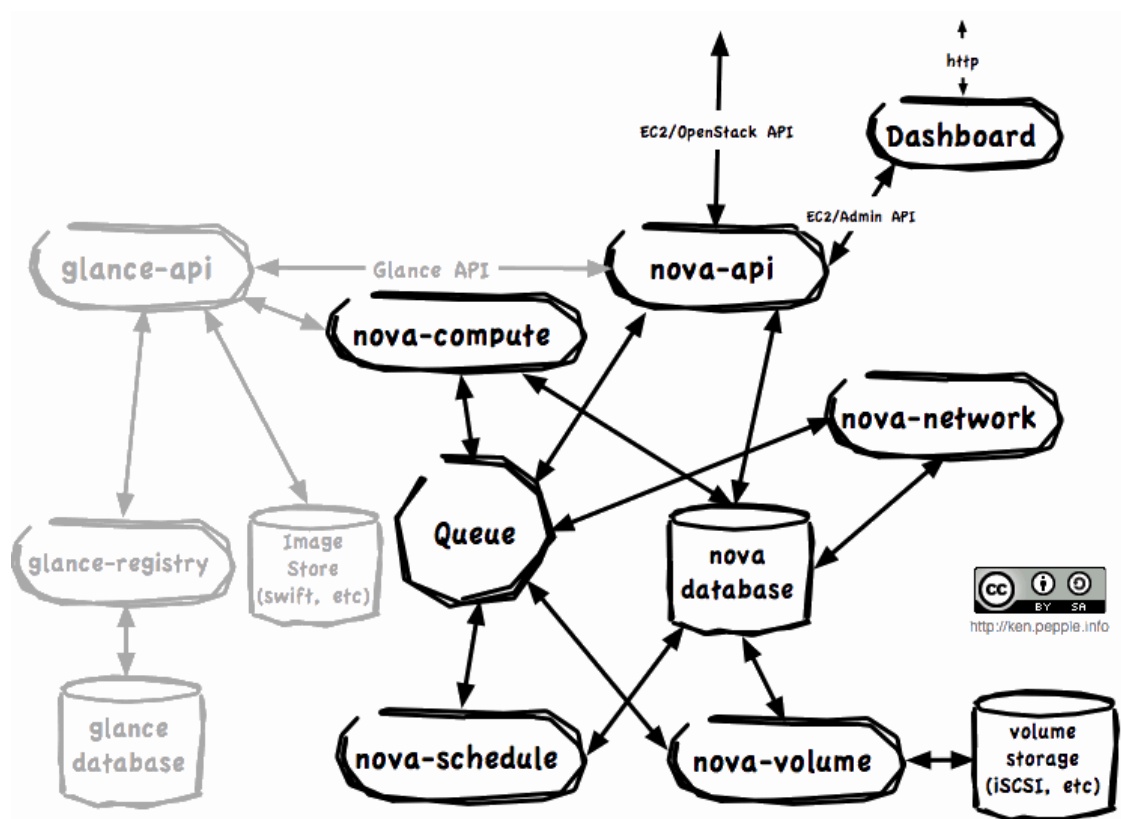 http
EC2/OpenStack API
Dashboard
EC2/Admin API
glance-api
Glance API
nova-api
nova-compute
nova-network
Queue
nova
database
glance-registry
Image
Store
(swift, etc)
cc
BY SA
http://ken.pepple.info
glance
database
nova-schedule
nova-volume
volume
storage
(iSCSI, etc)